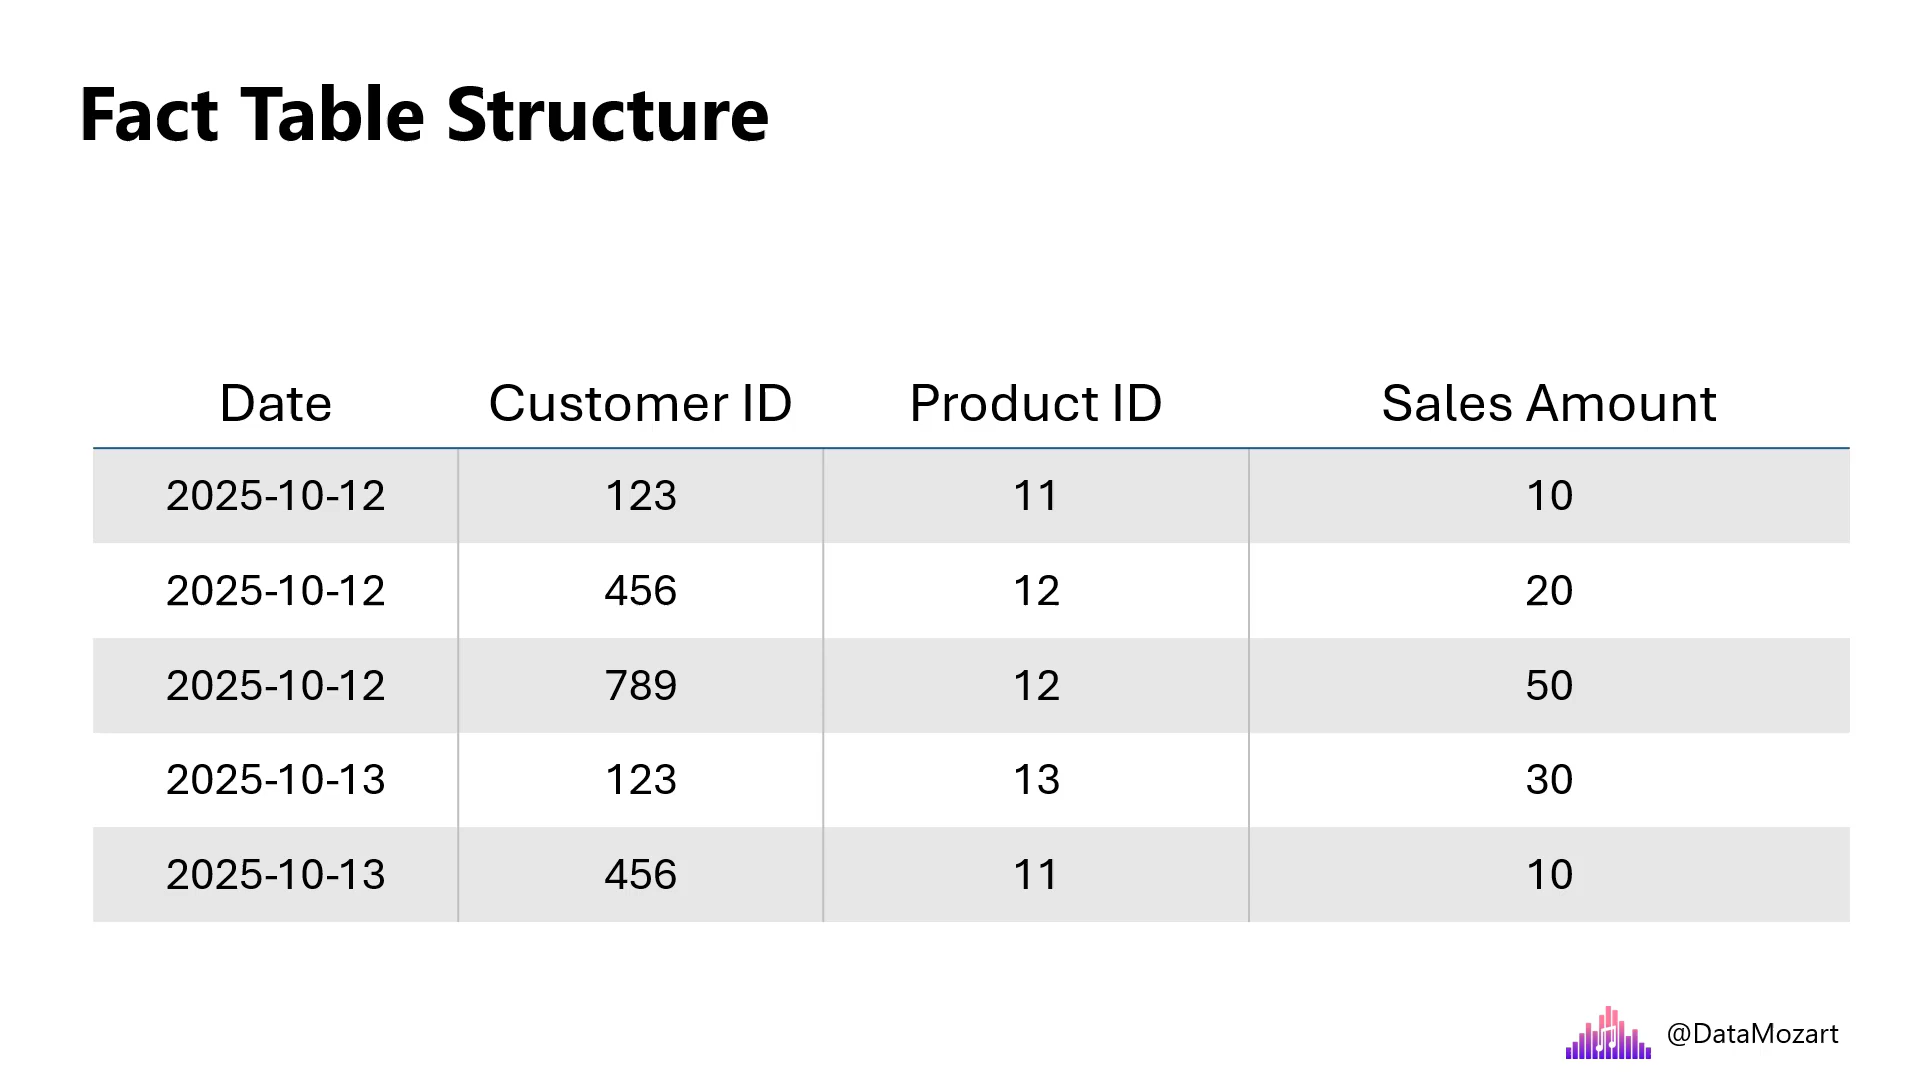 Fact Table Structure
Date Customer ID Product ID Sales Amount
2025-10-12 123 11 10
2025-10-12 456 12 20
2025-10-12 789 12 50
2025-10-13 123 13 30
2025-10-13 456 11 10
@DataMozart